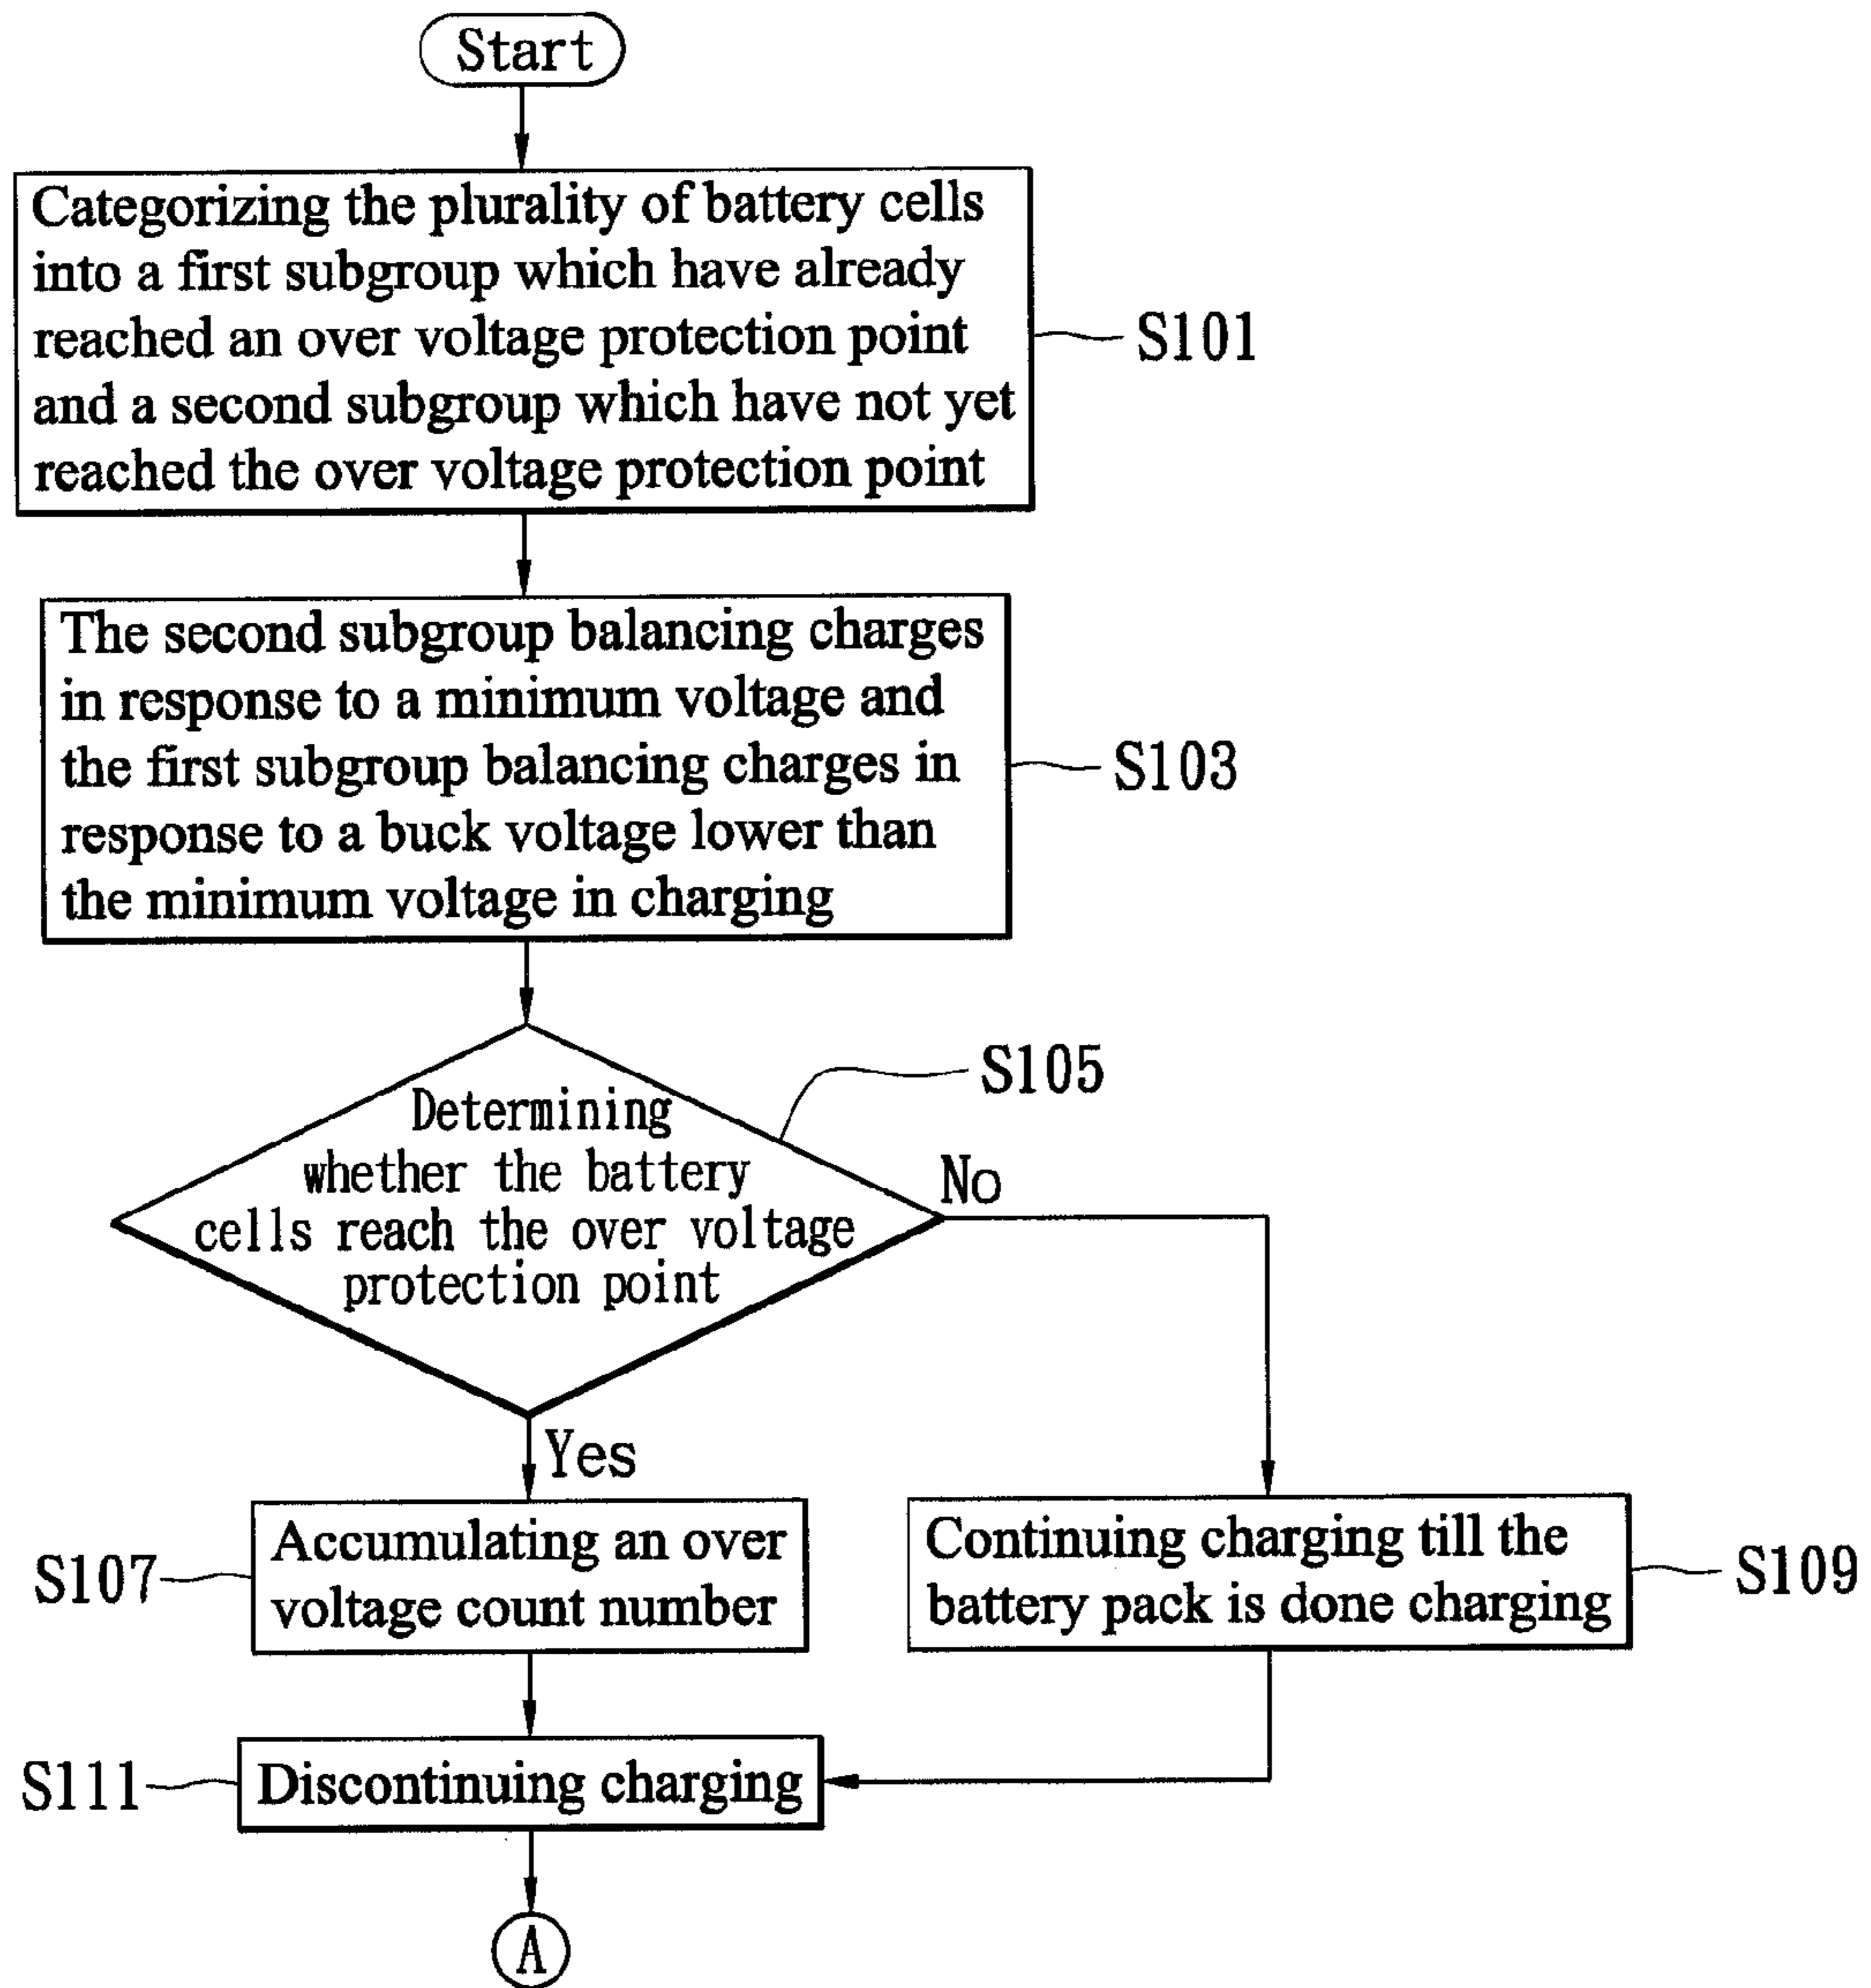 Start
Categorizing the plurality of battery cells
into a first subgroup which have already
reached an over voltage protection point
and a second subgroup which have not yet
reached the over voltage protection point
S101
The second subgroup balancing charges
in response to a minimum voltage and
the first subgroup balancing charges in
response to a buck voltage lower than
the minimum voltage in charging
S103
S105
Determining
whether the battery
cells reach the over voltage
protection point
No
Yes
S107
Accumulating an over
voltage count number
Continuing charging till the
battery pack is done charging
S109
S111
Discontinuing charging
A